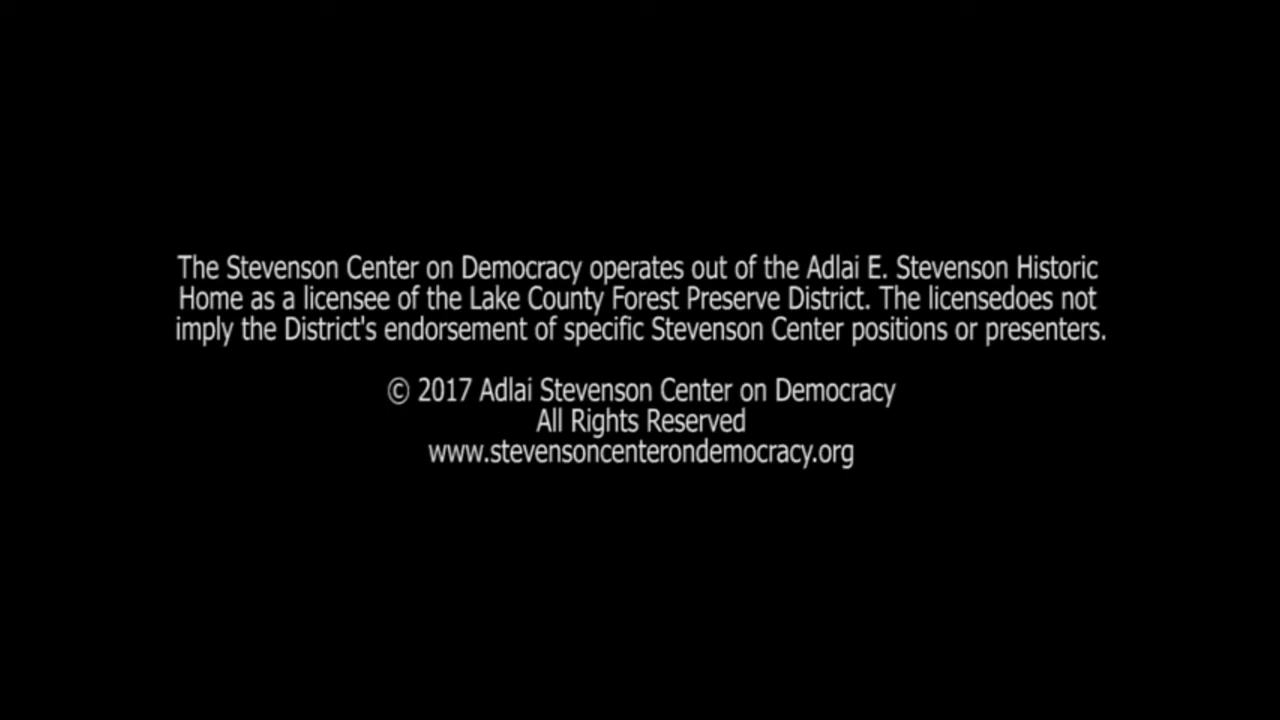 The Stevenson Center on Democracy operates out of the Adlai E. Stevenson Historic
Home as a licensee of the Lake County Forest Preserve District. The licensedoes not
imply the District's endorsement of specific Stevenson Center positions or presenters.
© 2017 Adlai Stevenson Center on Democracy
All Rights Reserved
www.stevensoncenterondemocracy.org